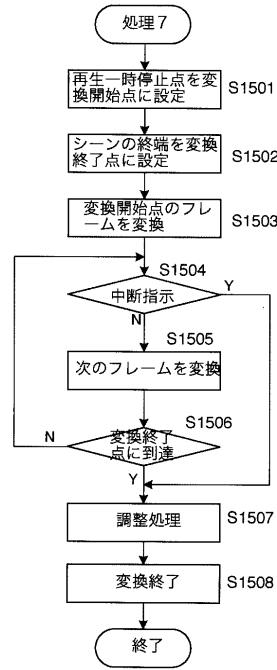 処理7
再生一時停止点を変
換開始点に設定
S1501
シーンの終端を変換
終了点に設定
S1502
変換開始点のフレ
ームを変換
S1503
S1504
中断指示
Y
N
S1505
次のフレームを変換
S1506
変換終了
点に到達
N
Y
調整処理
S1507
変換終了
S1508
終了